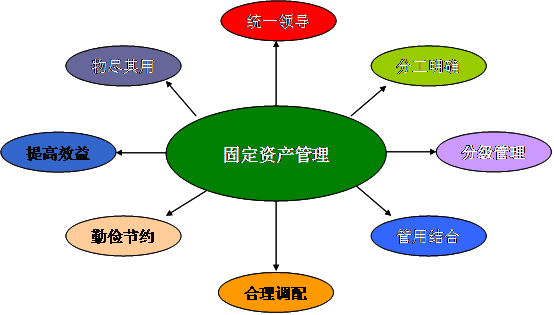 统一领导
物尽其用
分工明确
提高效益
固定资产管理
分级管理
勤俭节约
管用结合
合理调配